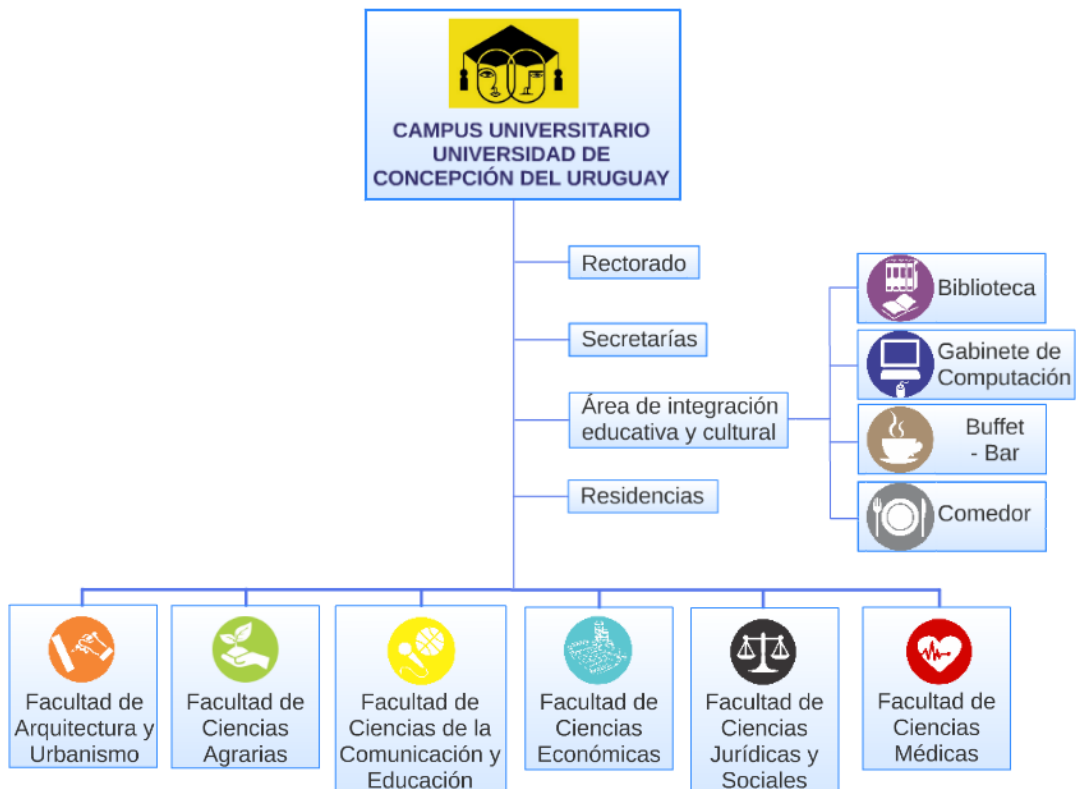 CAMPUS UNIVERSITARIO
UNIVERSIDAD DE
CONCEPCIÓN DEL URUGUAY
Rectorado
Secretarías
Área de integración
educativa y cultural
Residencias
Biblioteca
Gabinete de
Computación
Buffet
- Bar
Comedor
Facultad de
Arquitectura y
Urbanismo
Facultad de
Ciencias
Agrarias
Facultad de
Ciencias de la
Comunicación y
Educación
Facultad de
Ciencias
Económicas
Facultad de
Ciencias
Jurídicas y
Sociales
Facultad de
Ciencias
Médicas